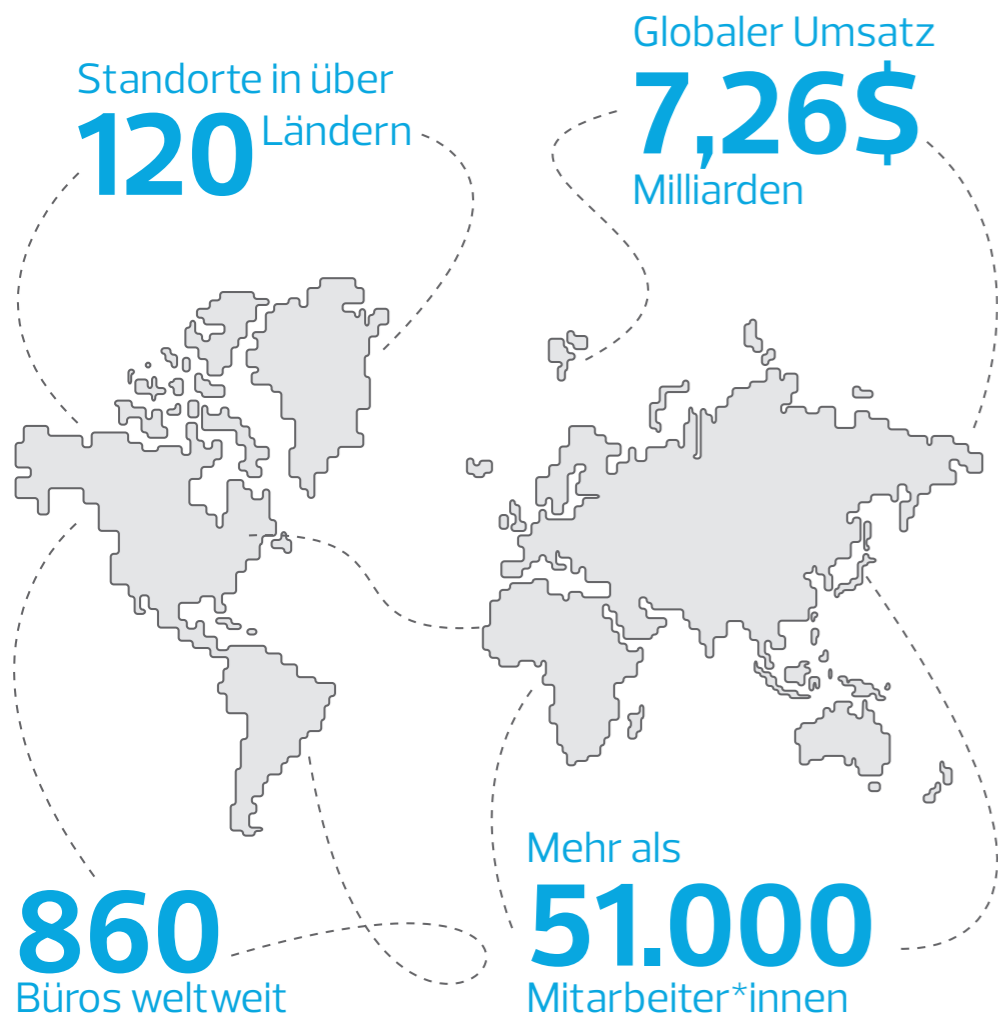 Standorte in über
120 Ländern
Globaler Umsatz
7,26$
Milliarden
860
Büros weltweit
Mehr als
51.000
Mitarbeiter*innen